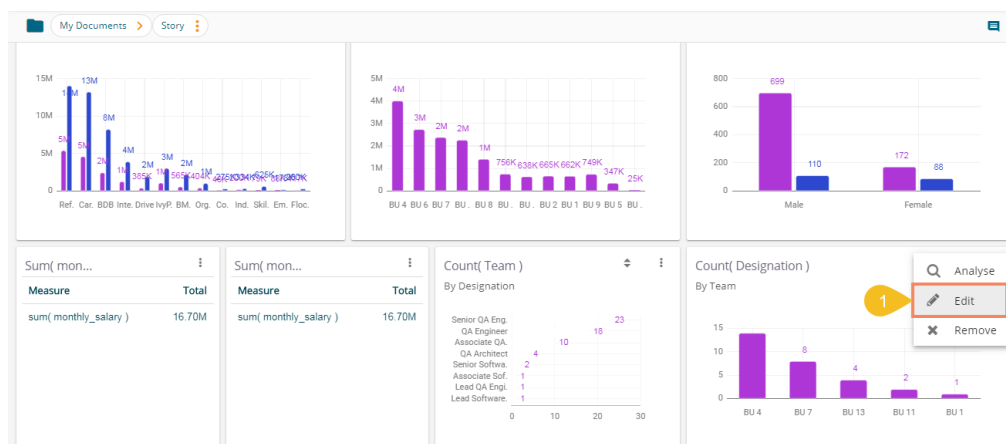 My Documents > Story
15M
10M
5M
0
13M
8M
5M
5M
4M
2M
1M
385K
2M
1M
3M
565K
2M
404K
1M
625K
Ref. Car. BDB Inte. Drive IvyP. BM. Org. Co. Ind. Skil. Em. Floc.
5M
4M
3M
2M
1M
0
4M
3M
2M
2M
1M
756K
638K
665K
662K
749K
347K
25K
BU 4 BU 6 BU 7 BU . BU 8 BU . BU . BU 2 BU 1 BU 9 BU 5 BU .
800
600
400
200
0
699
110
172
88
Male Female
Sum( mon...
Measure Total
sum( monthly_salary ) 16.70M
Sum( mon...
Measure Total
sum( monthly_salary ) 16.70M
Count( Team )
By Designation
Senior QA Eng. 23
QA Engineer 18
Associate QA. 10
QA Architect 4
Senior Softwa. 2
Associate Sof. 1
Lead QA Engi. 1
Lead Software. 1
0 10 20 30
Count( Designation )
By Team
15
10
5
0
8
4
2
1
BU 4 BU 7 BU 13 BU 11 BU 1
Analyse
1
Edit
Remove